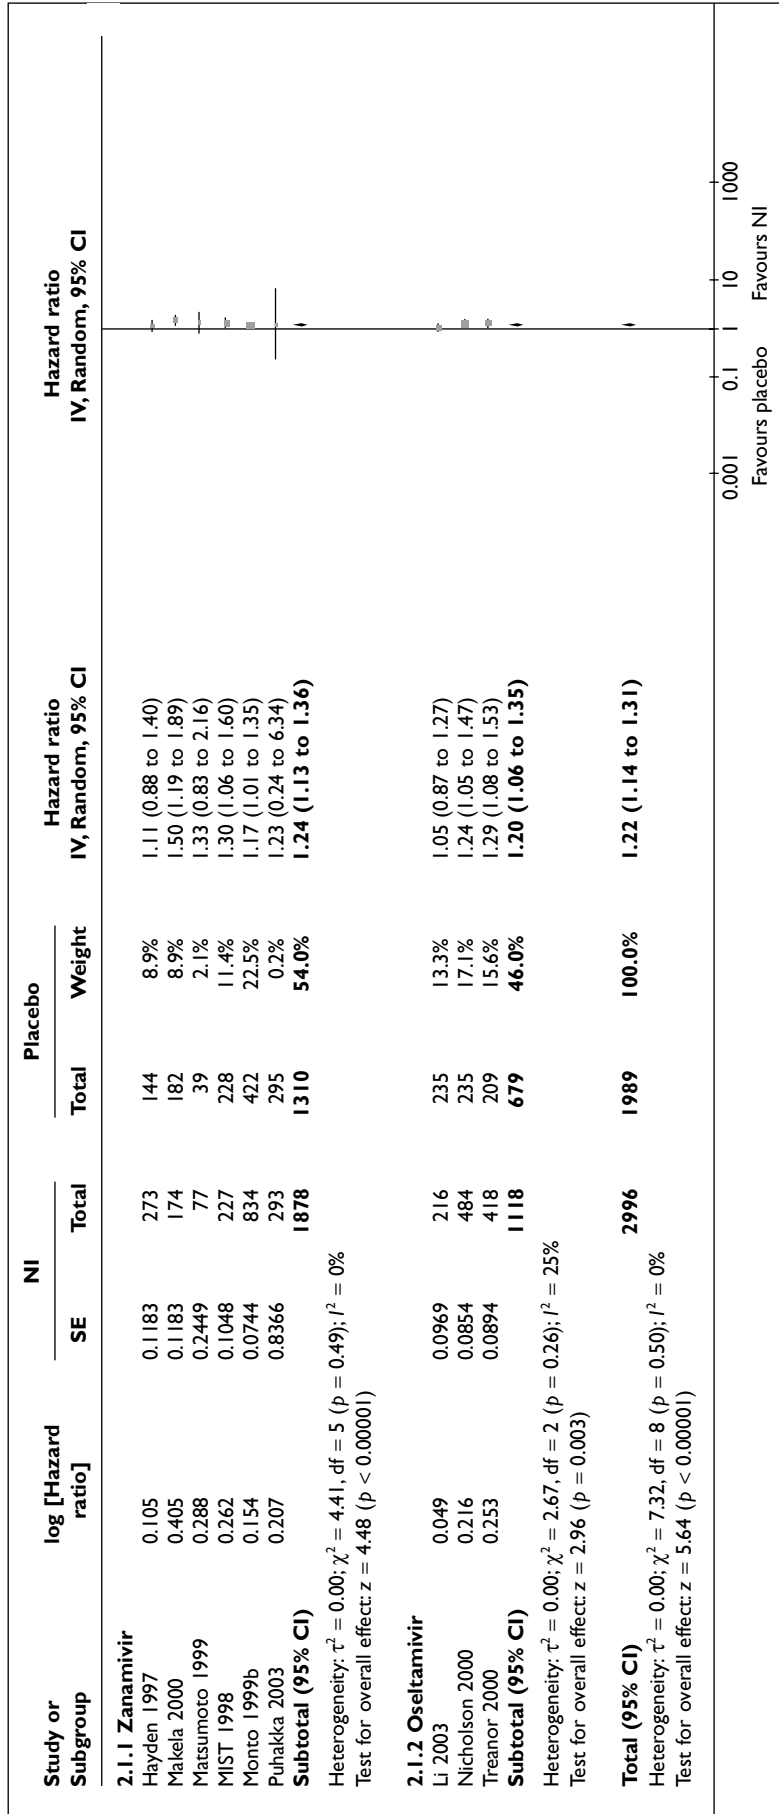 Study or Subgroup log [Hazard ratio] NI SE NI Total Placebo Total Weight Hazard ratio IV, Random, 95% CI Hazard ratio IV, Random, 95% CI
2.1.1 Zanamivir
Hayden 1997 0.105 0.1183 273 144 8.9% 1.11 (0.88 to 1.40)
Makela 2000 0.405 0.1183 174 182 8.9% 1.50 (1.19 to 1.89)
Matsumoto 1999 0.288 0.2449 77 39 2.1% 1.33 (0.83 to 2.16)
MIST 1998 0.262 0.1048 227 228 11.4% 1.30 (1.06 to 1.60)
Monto 1999b 0.154 0.0744 834 422 22.5% 1.17 (1.01 to 1.35)
Puhakka 2003 0.207 0.8366 293 295 0.2% 1.23 (0.24 to 6.34)
Subtotal (95% CI) 1878 1310 54.0% 1.24 (1.13 to 1.36)
Heterogeneity: τ² = 0.00; χ² = 4.41, df = 5 (p = 0.49); I² = 0%
Test for overall effect: z = 4.48 (p < 0.00001)
2.1.2 Oseltamivir
Li 2003 0.049 0.0969 216 235 13.3% 1.05 (0.87 to 1.27)
Nicholson 2000 0.216 0.0854 484 235 17.1% 1.24 (1.05 to 1.47)
Treanor 2000 0.253 0.0894 418 209 15.6% 1.29 (1.08 to 1.53)
Subtotal (95% CI) 1118 679 46.0% 1.20 (1.06 to 1.35)
Heterogeneity: τ² = 0.00; χ² = 2.67, df = 2 (p = 0.26); I² = 25%
Test for overall effect: z = 2.96 (p = 0.003)
Total (95% CI) 2996 1989 100.0% 1.22 (1.14 to 1.31)
Heterogeneity: τ² = 0.00; χ² = 7.32, df = 8 (p = 0.50); I² = 0%
Test for overall effect: z = 5.64 (p < 0.00001)
0.001 0.1 1 10 1000
Favours placebo Favours NI